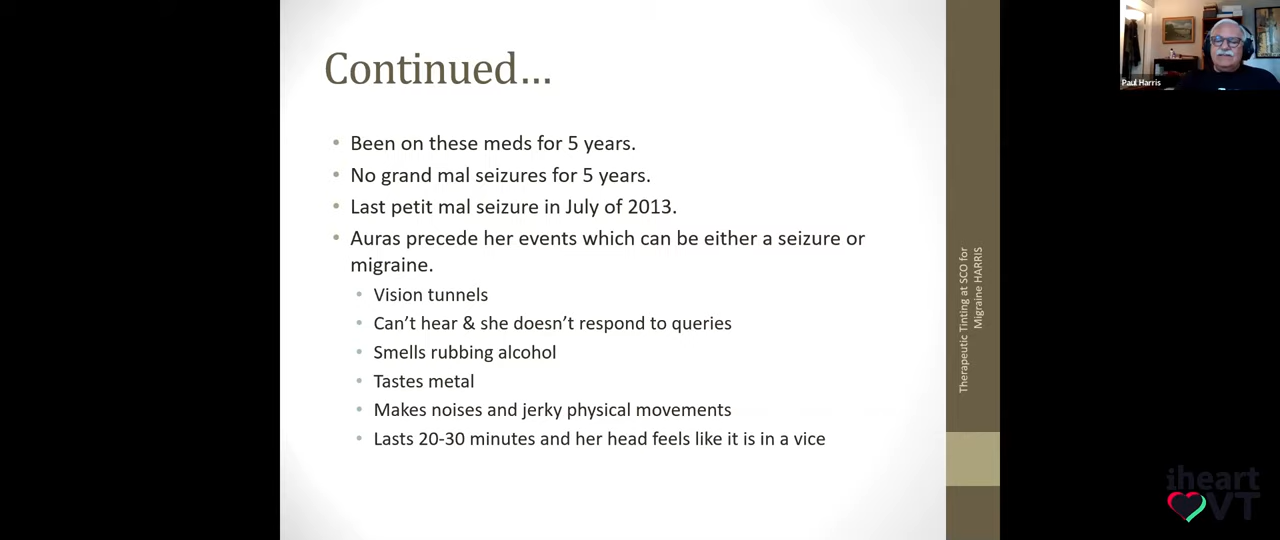 Continued...
Paul Harris
• Been on these meds for 5 years.
• No grand mal seizures for 5 years.
• Last petit mal seizure in July of 2013.
• Auras precede her events which can be either a seizure or
migraine.
• Vision tunnels
• Can't hear & she doesn't respond to queries
• Smells rubbing alcohol
• Tastes metal
• Makes noises and jerky physical movements
• Lasts 20-30 minutes and her head feels like it is in a vice
Therapeutic Tinting at SCO for
Migraine HARRIS
iheart
VT